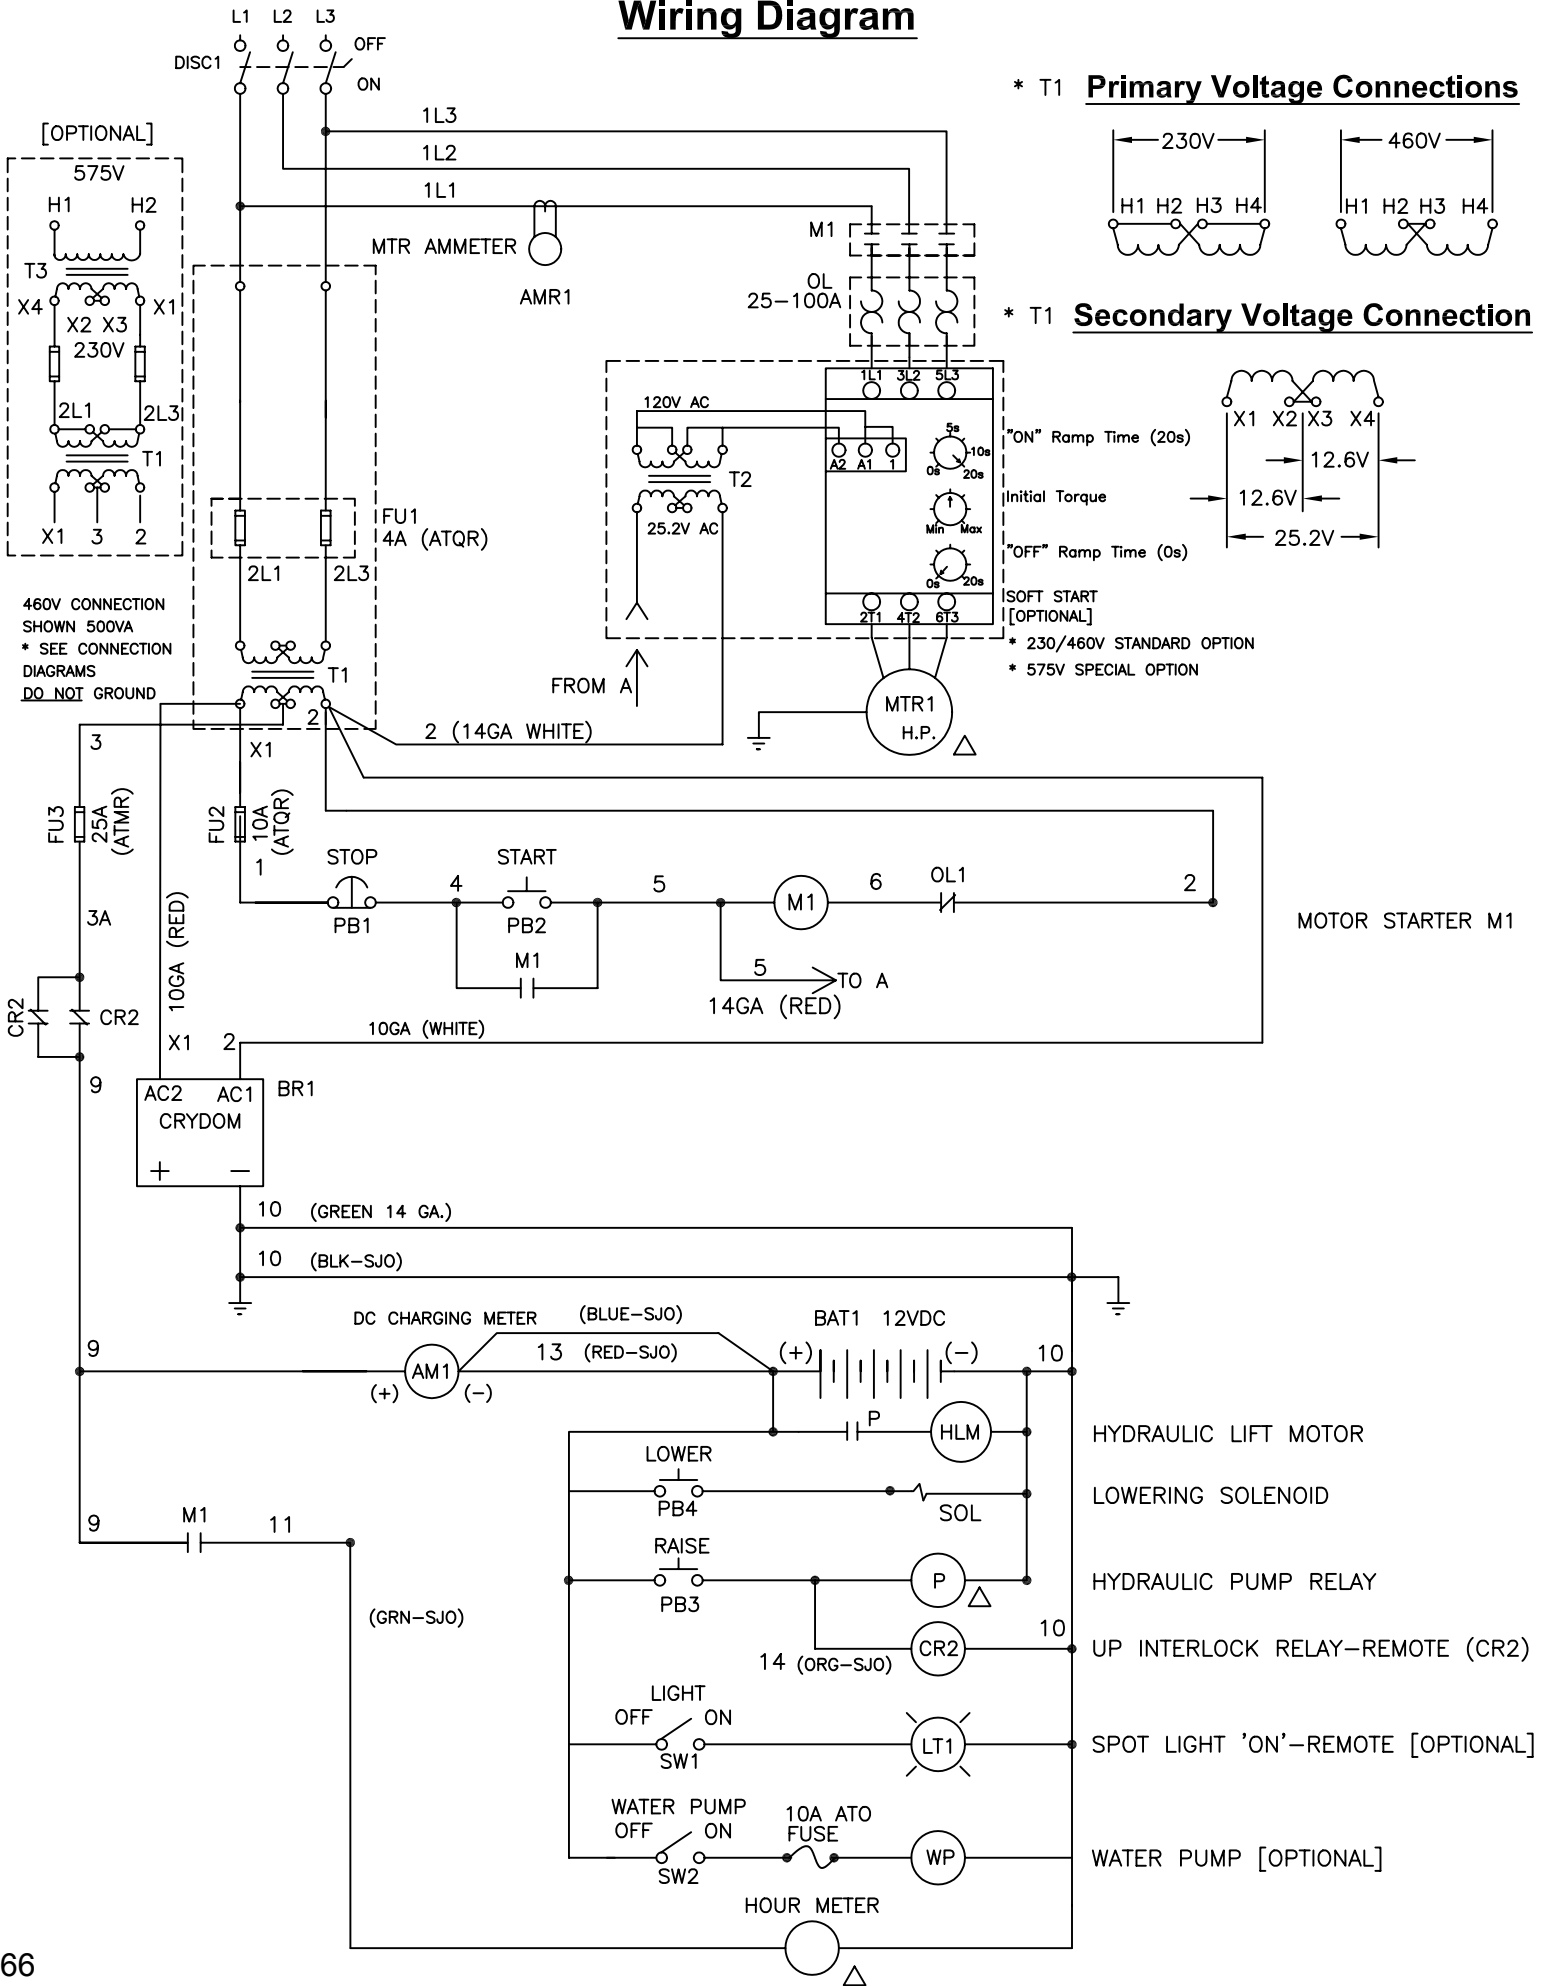 Wiring Diagram
L1 L2 L3
OFF
DISC1
ON
* T1 Primary Voltage Connections
230V
460V
H1 H2 H3 H4
H1 H2 H3 H4
* T1 Secondary Voltage Connection
X1 X2 X3 X4
12.6V
12.6V
25.2V
[OPTIONAL]
575V
H1 H2
T3
X4 X1
X2 X3
230V
2L1 2L3
T1
X1 3 2
460V CONNECTION
SHOWN 500VA
* SEE CONNECTION
DIAGRAMS
DO NOT GROUND
1L3
1L2
1L1
MTR AMMETER
AMR1
M1
OL
25-100A
FU1
4A (ATQR)
2L1 2L3
T1
2
X1
3
120V AC
T2
25.2V AC
FROM A
2 (14GA WHITE)
1L1 3L2 5L3
A2 A1 1
5s
10s
0s
20s
"ON" Ramp Time (20s)
Initial Torque
Min Max
"OFF" Ramp Time (0s)
0s 20s
2T1 4T2 6T3
SOFT START
[OPTIONAL]
* 230/460V STANDARD OPTION
* 575V SPECIAL OPTION
MTR1
H.P.
FU3
25A
(ATMR)
FU2
10A
(ATQR)
1
STOP
PB1
4
START
PB2
M1
5
M1
6
OL1
2
MOTOR STARTER M1
5
TO A
14GA (RED)
3A
10GA (RED)
CR2
CR2
X1 2
10GA (WHITE)
9
AC2 AC1
BR1
CRYDOM
+ −
10 (GREEN 14 GA.)
10 (BLK-SJO)
DC CHARGING METER
(BLUE-SJO)
BAT1 12VDC
9
AM1
(+) (-)
13 (RED-SJO)
(+) (-)
10
P
HLM
HYDRAULIC LIFT MOTOR
LOWER
PB4
SOL
LOWERING SOLENOID
9
M1
11
RAISE
PB3
P
HYDRAULIC PUMP RELAY
(GRN-SJO)
14 (ORG-SJO)
CR2
10
UP INTERLOCK RELAY-REMOTE (CR2)
LIGHT
OFF ON
SW1
LT1
SPOT LIGHT 'ON'-REMOTE [OPTIONAL]
WATER PUMP
OFF ON
SW2
10A ATO
FUSE
WP
WATER PUMP [OPTIONAL]
HOUR METER
66